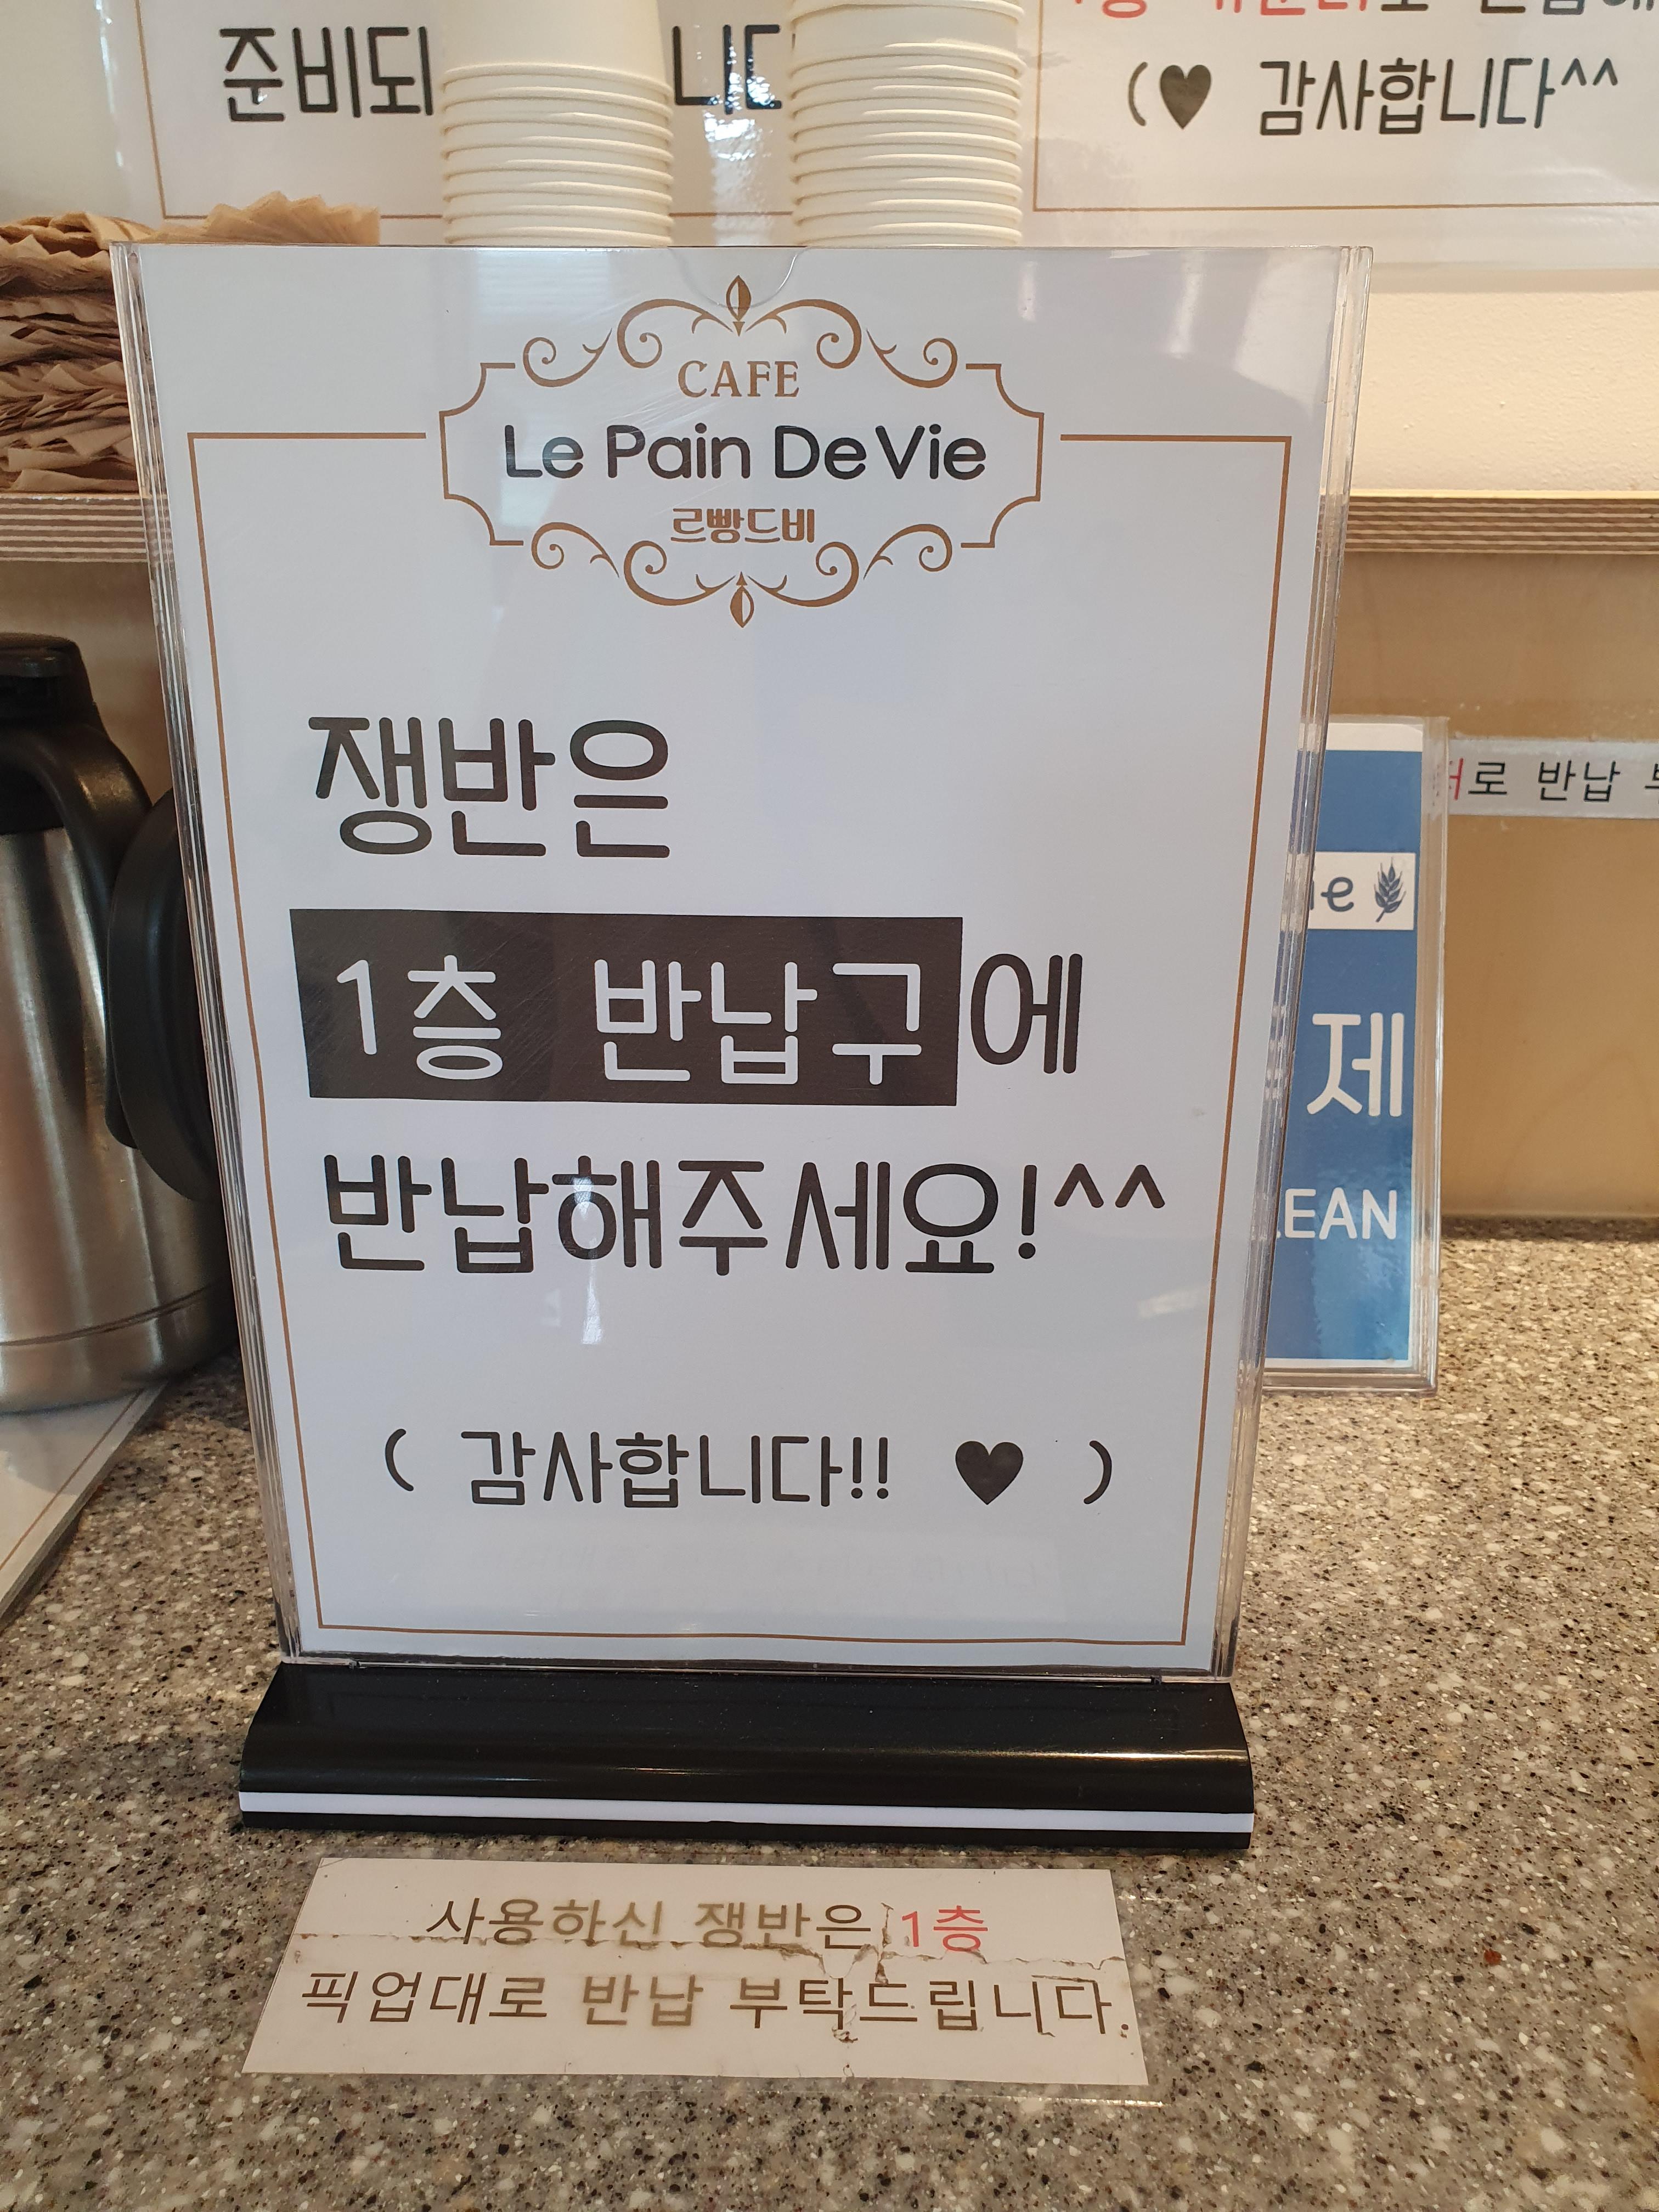 준비되
니다
(♥ 감사합니다^^
CAFE
Le Pain De Vie
르빵드비
쟁반은
1층 반납구에
반납해주세요!^^
( 감사합니다!! ♥ )
로 반납
제
EAN
사용하신 쟁반은 1층
픽업대로 반납 부탁드립니다.